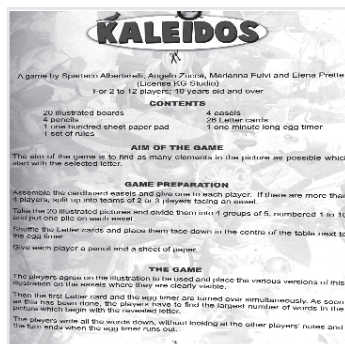 KALEIDOS
A game by Spartaco Albertarelli, Angelo Zucca, Marianna Fulvi and Elena Prette
(License KG Studio)
For 2 to 12 players; 10 years old and over
CONTENTS
20 illustrated boards 4 easels
4 pencils 26 Letter cards
1 one hundred sheet paper pad 1 one minute long egg timer
1 set of rules
AIM OF THE GAME
The aim of the game is to find as many elements in the picture as possible which
start with the selected letter.
GAME PREPARATION
Assemble the cardboard easels and give one to each player. If there are more than
4 players, split up into teams of 2 or 3 players facing an easel.
Take the 20 illustrated pictures and divide them into 4 groups of 5, numbered 1 to 10
and put one pile on each easel.
Shuffle the Letter cards and place them face down in the centre of the table next to
the egg timer.
Give each player a pencil and a sheet of paper.
THE GAME
The players agree on the illustration to be used and place the various versions of this
illustration on the easels where they are clearly visible.
Then the first Letter card and the egg timer are turned over simultaneously. As soon
as this has been done, the players have to find the largest number of words in the
picture which begin with the revealed letter.
The players write all the words down, without looking at the other players' notes and
the turn ends when the egg timer runs out.